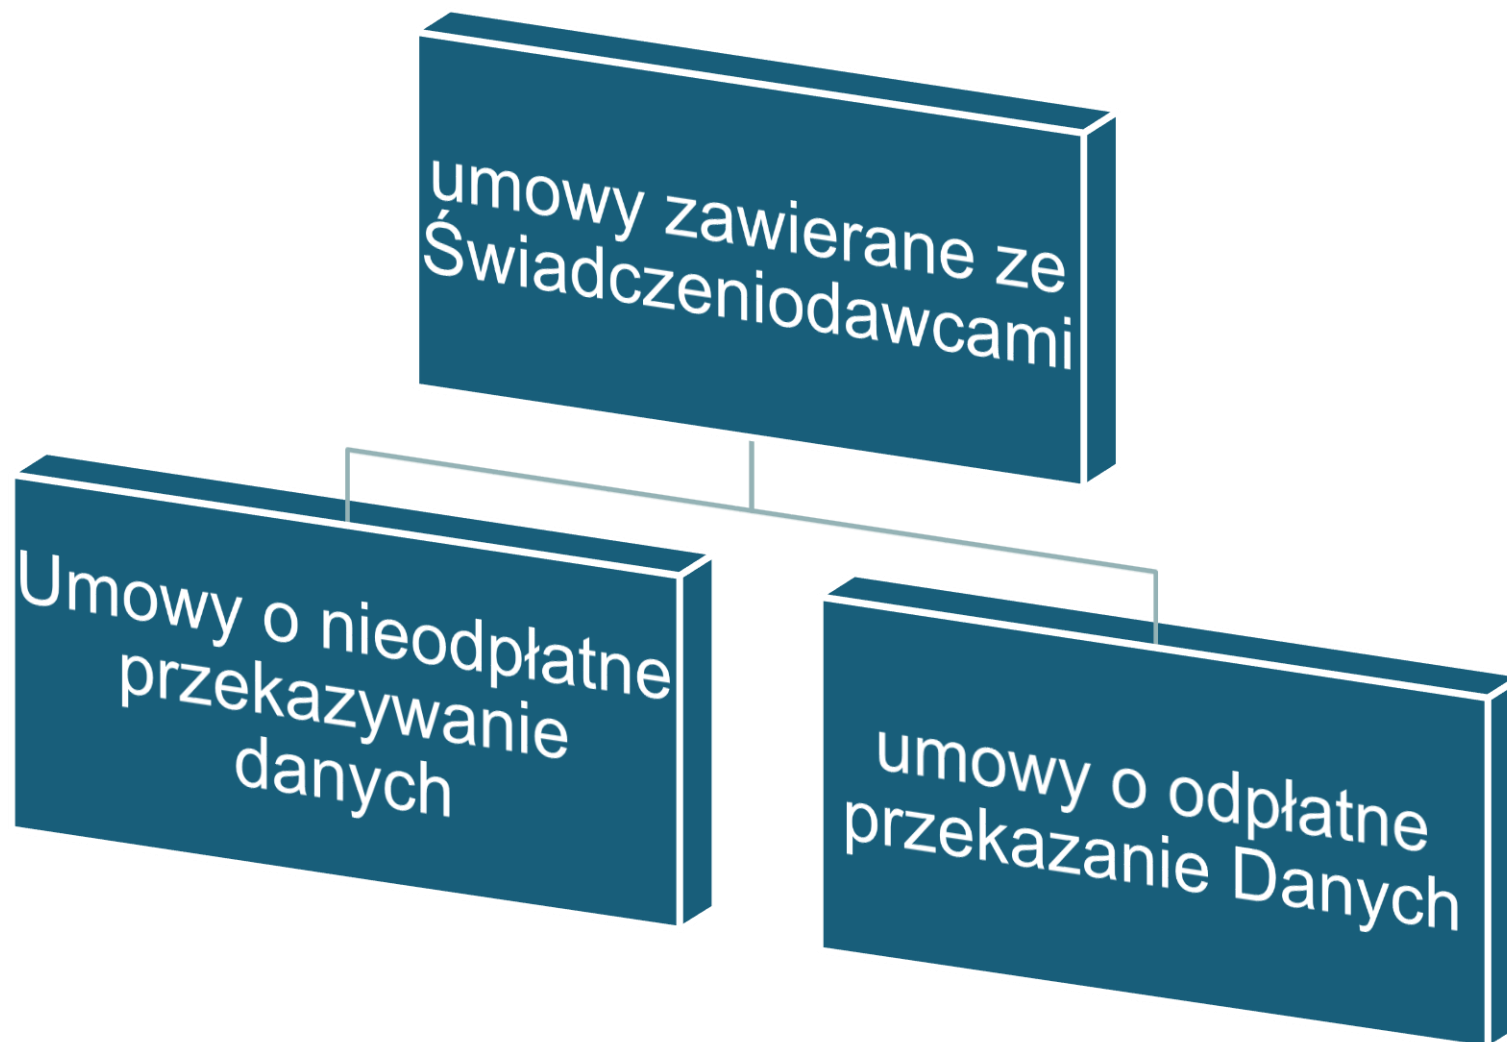 umowy zawierane ze
Świadczeniodawcami
Umowy o nieodpłatne
przekazywanie
danych
umowy o odpłatne
przekazanie Danych